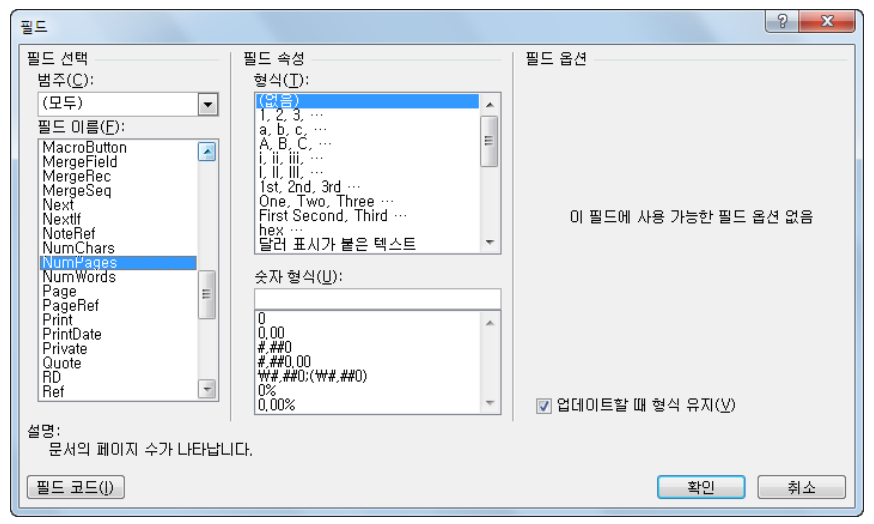 필드
필드 선택
범주(C):
(모두)
필드 이름(F):
MacroButton
MergeField
MergeRec
MergeSeq
Next
NextIf
NoteRef
NumChars
NumPages
NumWords
Page
PageRef
Print
PrintDate
Private
Quote
RD
Ref
필드 속성
형식(T):
(없음)
1, 2, 3, …
a, b, c, …
A, B, C, …
i, ii, iii, …
I, II, III, …
1st, 2nd, 3rd …
One, Two, Three …
First Second, Third …
hex …
달러 표시가 붙은 텍스트
숫자 형식(U):
0
0,00
#,##0
#,##0,00
₩#,##0;(₩#,##0)
0%
0,00%
필드 옵션
이 필드에 사용 가능한 필드 옵션 없음
업데이트할 때 형식 유지(V)
설명:
문서의 페이지 수가 나타납니다.
필드 코드(I)
확인
취소